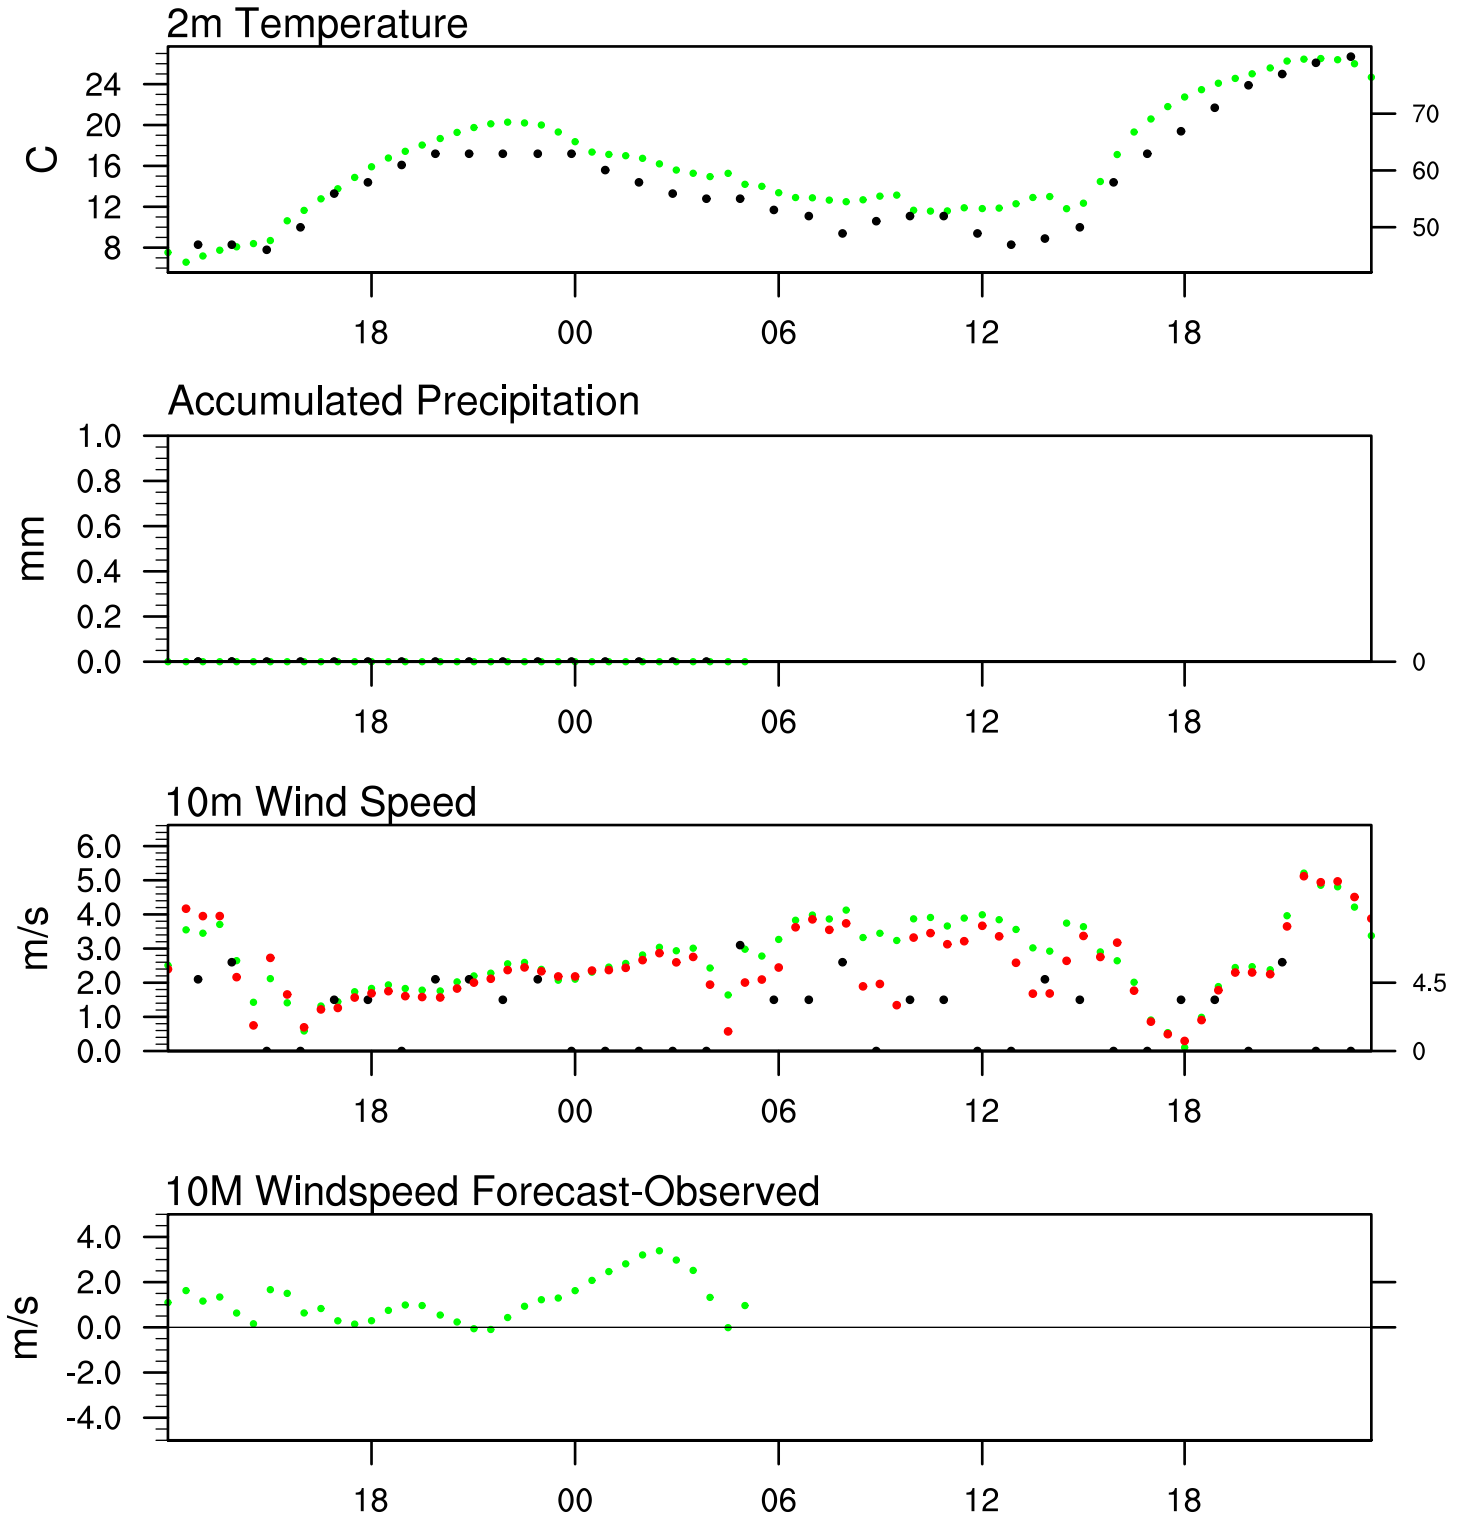 2m Temperature
C
24
20
16
12
8
70
60
50
18 00 06 12 18
Accumulated Precipitation
mm
1.0
0.8
0.6
0.4
0.2
0.0
0
18 00 06 12 18
10m Wind Speed
m/s
6.0
5.0
4.0
3.0
2.0
1.0
0.0
4.5
0
18 00 06 12 18
10M Windspeed Forecast-Observed
m/s
4.0
2.0
0.0
-2.0
-4.0
18 00 06 12 18